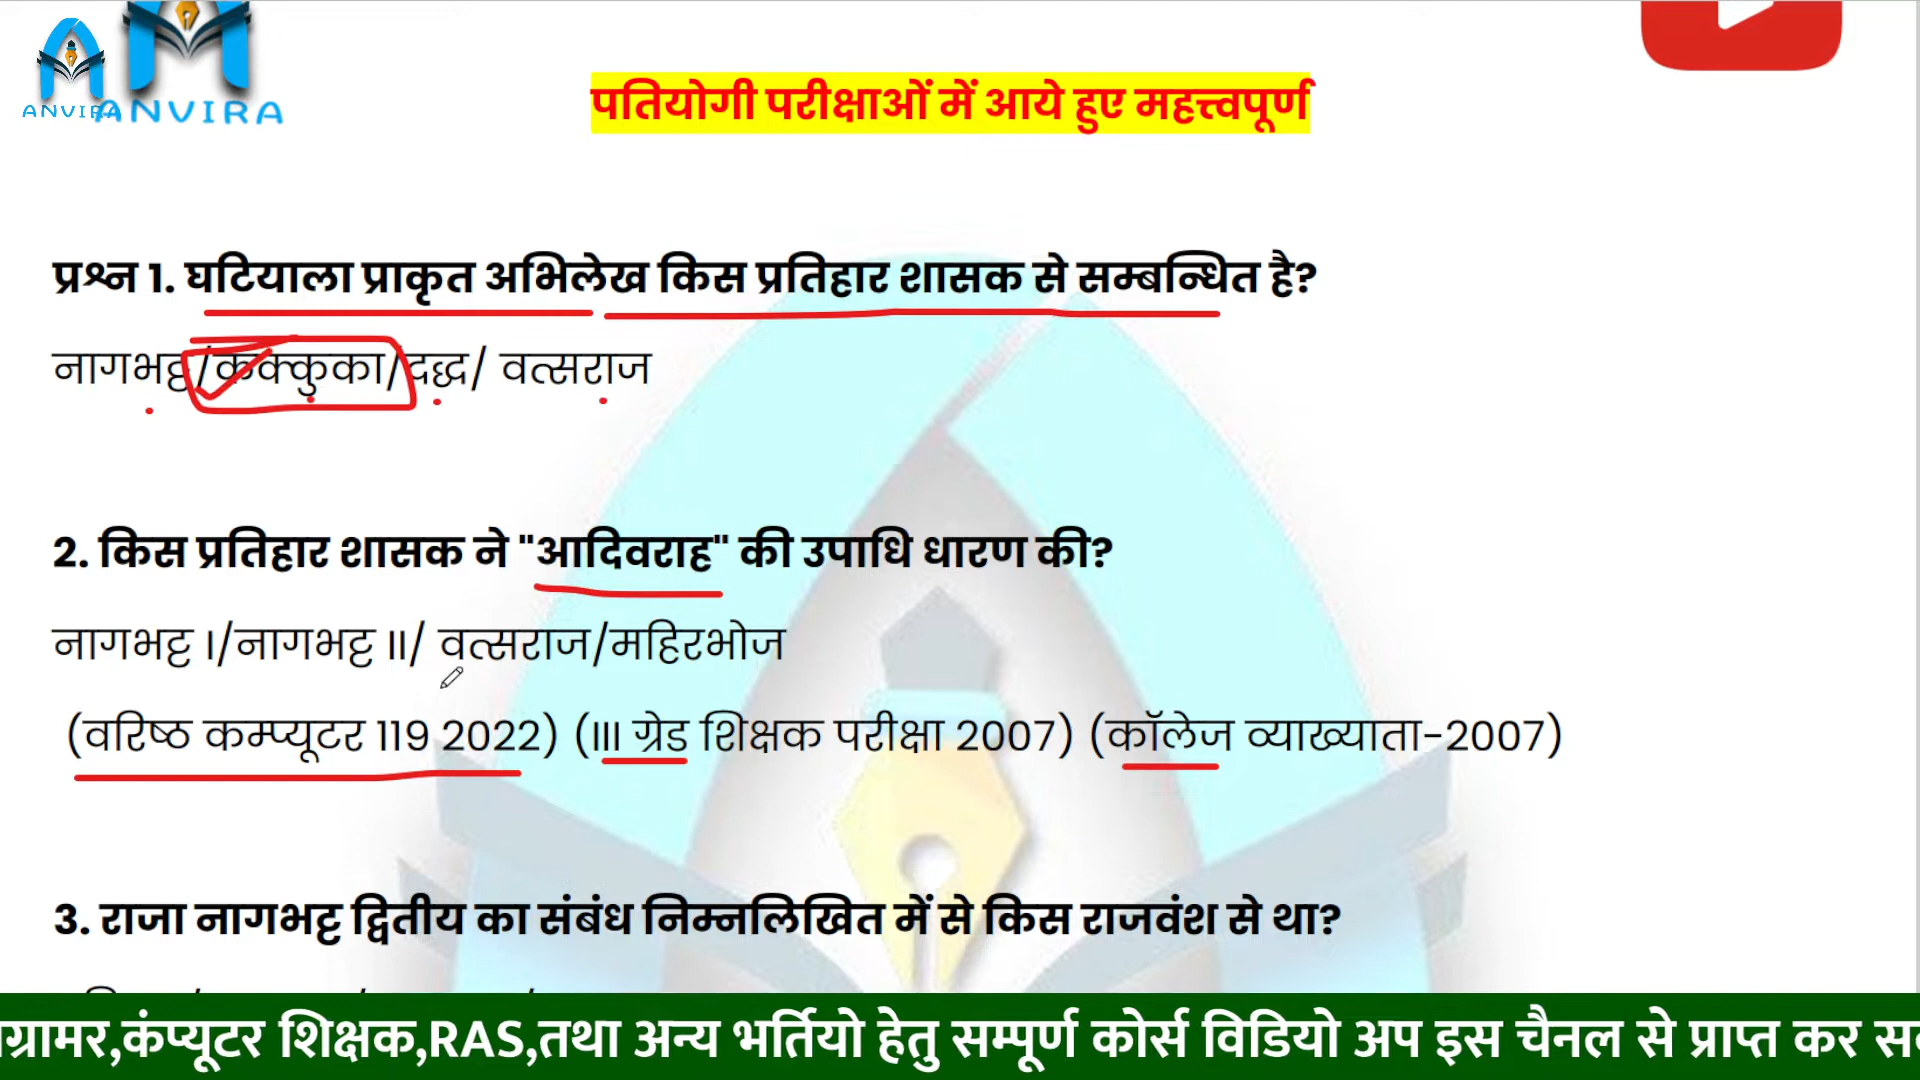 ANVIRA
ANVIRA
पतियोगी परीक्षाओं में आये हुए महत्त्वपूर्ण
प्रश्न 1. घटियाला प्राकृत अभिलेख किस प्रतिहार शासक से सम्बन्धित है?
नागभट्ट/कक्कुका/दद्ध/ वत्सराज
2. किस प्रतिहार शासक ने "आदिवराह" की उपाधि धारण की?
नागभट्ट I/नागभट्ट II/ वत्सराज/महिरभोज
(वरिष्ठ कम्प्यूटर 119 2022) (III ग्रेड शिक्षक परीक्षा 2007) (कॉलेज व्याख्याता-2007)
3. राजा नागभट्ट द्वितीय का संबंध निम्नलिखित में से किस राजवंश से था?
ग्रामर,कंप्यूटर शिक्षक,RAS,तथा अन्य भर्तियो हेतु सम्पूर्ण कोर्स विडियो अप इस चैनल से प्राप्त कर